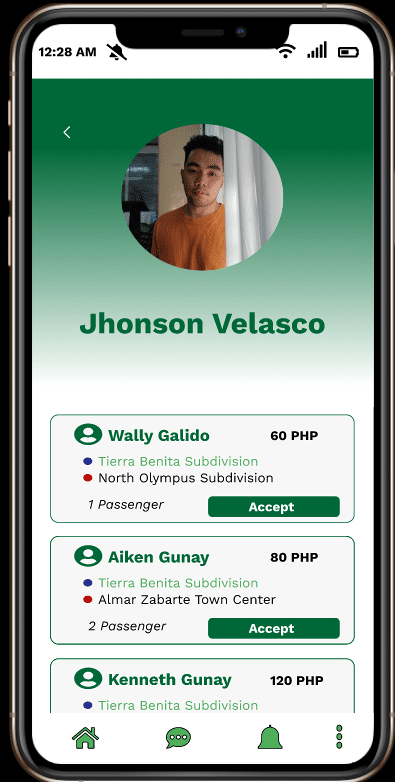 12:28 AM
Jhonson Velasco
Wally Galido 60 PHP
Tierra Benita Subdivision
North Olympus Subdivision
1 Passenger Accept
Aiken Gunay 80 PHP
Tierra Benita Subdivision
Almar Zabarte Town Center
2 Passenger Accept
Kenneth Gunay 120 PHP
Tierra Benita Subdivision